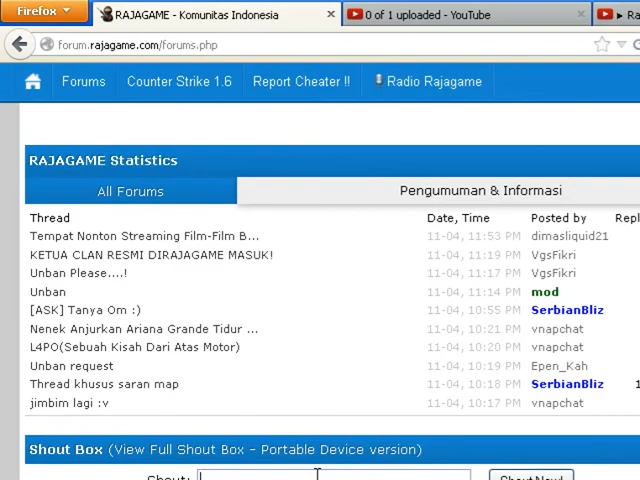 Firefox
RAJAGAME - Komunitas Indonesia
0 of 1 uploaded - YouTube
forum.rajagame.com/forums.php
Forums Counter Strike 1.6 Report Cheater !! Radio Rajagame
RAJAGAME Statistics
All Forums Pengumuman & Informasi
Thread Date, Time Posted by
Tempat Nonton Streaming Film-Film B... 11-04, 11:53 PM dimasliquid21
KETUA CLAN RESMI DIRAJAGAME MASUK! 11-04, 11:19 PM VgsFikri
Unban Please....! 11-04, 11:17 PM VgsFikri
Unban 11-04, 11:14 PM mod
[ASK] Tanya Om :) 11-04, 10:55 PM SerbianBliz
Nenek Anjurkan Ariana Grande Tidur ... 11-04, 10:21 PM vnapchat
L4PO(Sebuah Kisah Dari Atas Motor) 11-04, 10:20 PM vnapchat
Unban request 11-04, 10:19 PM Epen_Kah
Thread khusus saran map 11-04, 10:18 PM SerbianBliz 1
jimbim lagi :v 11-04, 10:17 PM vnapchat
Shout Box (View Full Shout Box - Portable Device version)
Shout: Shout Now!